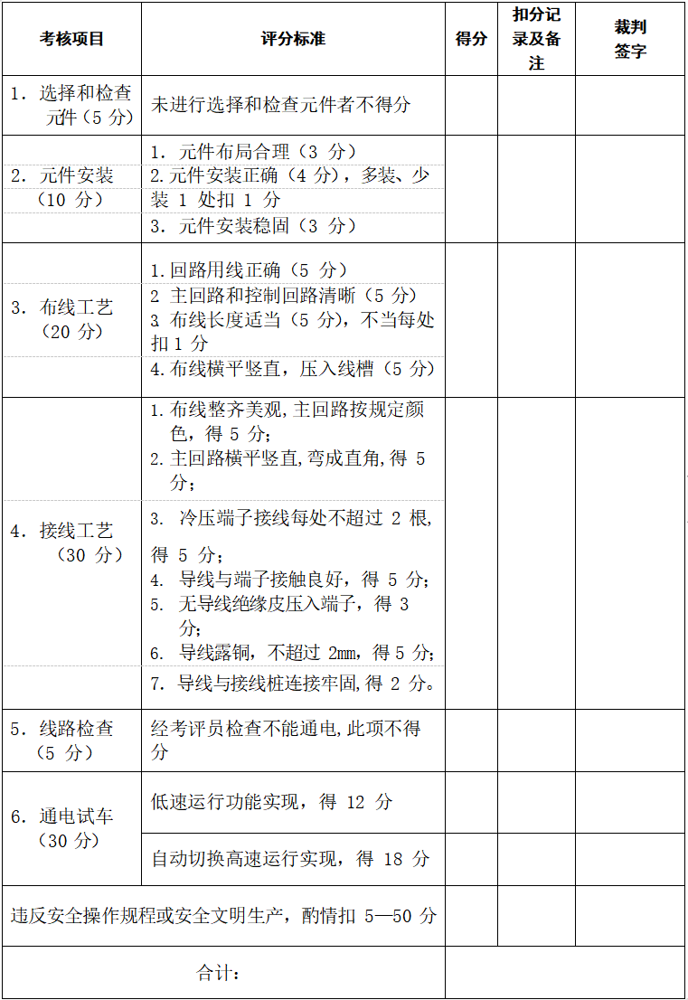 考核项目
评分标准
得分
扣分记
录及备
注
裁判
签字
1. 选择和检查
元件（5 分）
未进行选择和检查元件者不得分
2. 元件安装
（10 分）
1. 元件布局合理（3 分）
2.元件安装正确（4 分），多装、少
装 1 处扣 1 分
3. 元件安装稳固（3 分）
3. 布线工艺
（20 分）
1.回路用线正确（5 分）
2 主回路和控制回路清晰（5 分）
3. 布线长度适当（5 分），不当每处
扣1 分
4.布线横平竖直，压入线槽（5 分）
4. 接线工艺
（30 分）
1. 布线整齐美观,主回路按规定颜
色，得 5 分；
2. 主回路横平竖直,弯成直角,得 5
分；
3. 冷压端子接线每处不超过 2 根,
得 5 分；
4. 导线与端子接触良好，得 5 分；
5. 无导线绝缘皮压入端子，得 3
分；
6. 导线露铜，不超过 2mm，得5 分；
7. 导线与接线桩连接牢固,得 2 分。
5. 线路检查
（5 分）
经考评员检查不能通电,此项不得
分
6. 通电试车
（30 分）
低速运行功能实现，得 12 分
自动切换高速运行实现，得 18 分
违反安全操作规程或安全文明生产，酌情扣 5—50 分
合计：